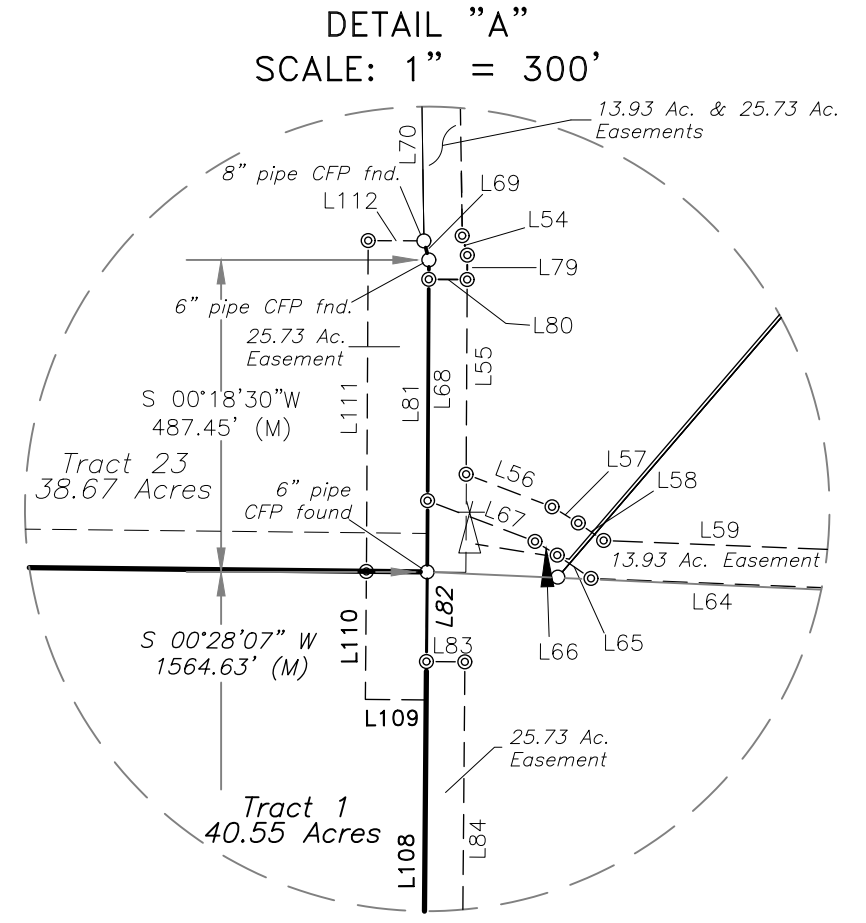 DETAIL "A"
SCALE: 1" = 300'
13.93 Ac. & 25.73 Ac.
Easements
L70
8" pipe CFP fnd.
L69
L112
L54
L79
6" pipe CFP fnd.
L80
25.73 Ac.
Easement
L55
L68
L81
L111
S 00°18'30"W
487.45' (M)
Tract 23
38.67 Acres
6" pipe
CFP found
L56
L57
L58
L67
L59
13.93 Ac. Easement
L82
L64
L110
L66
L65
S 00°28'07" W
1564.63' (M)
L83
L109
25.73 Ac.
Easement
Tract 1
40.55 Acres
L108
L84